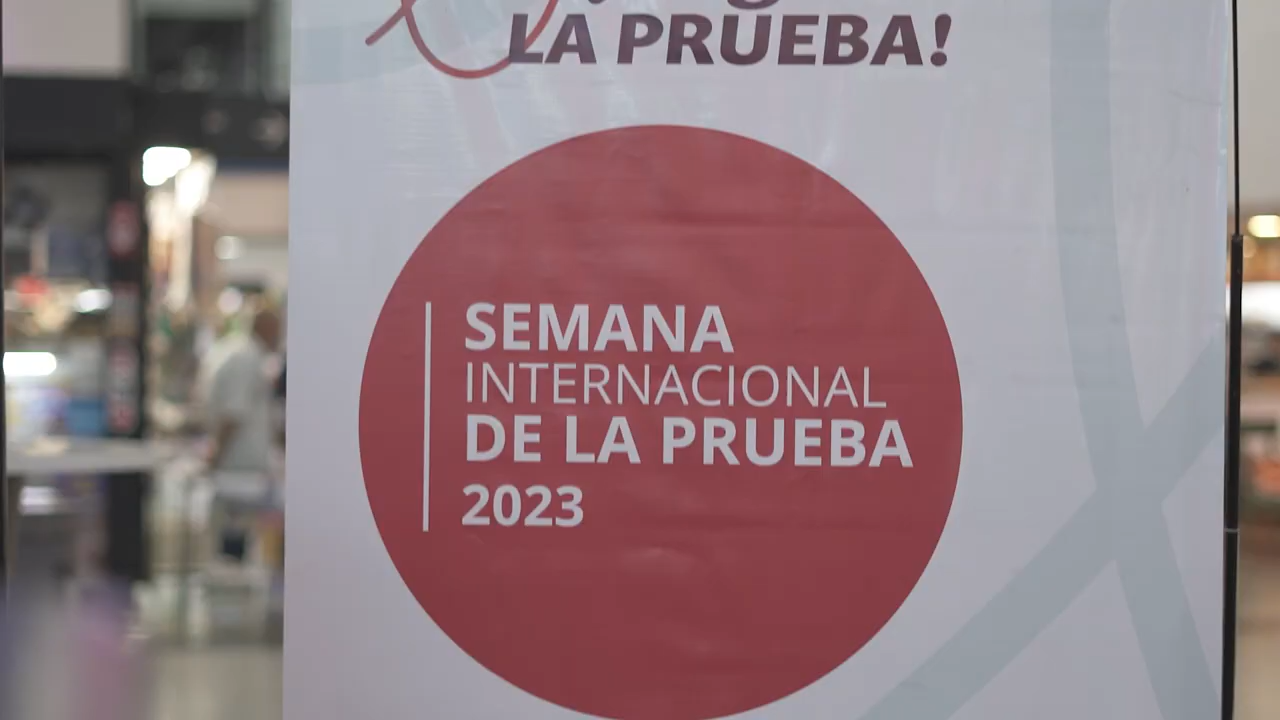 LA PRUEBA!
SEMANA
INTERNACIONAL
DE LA PRUEBA
2023